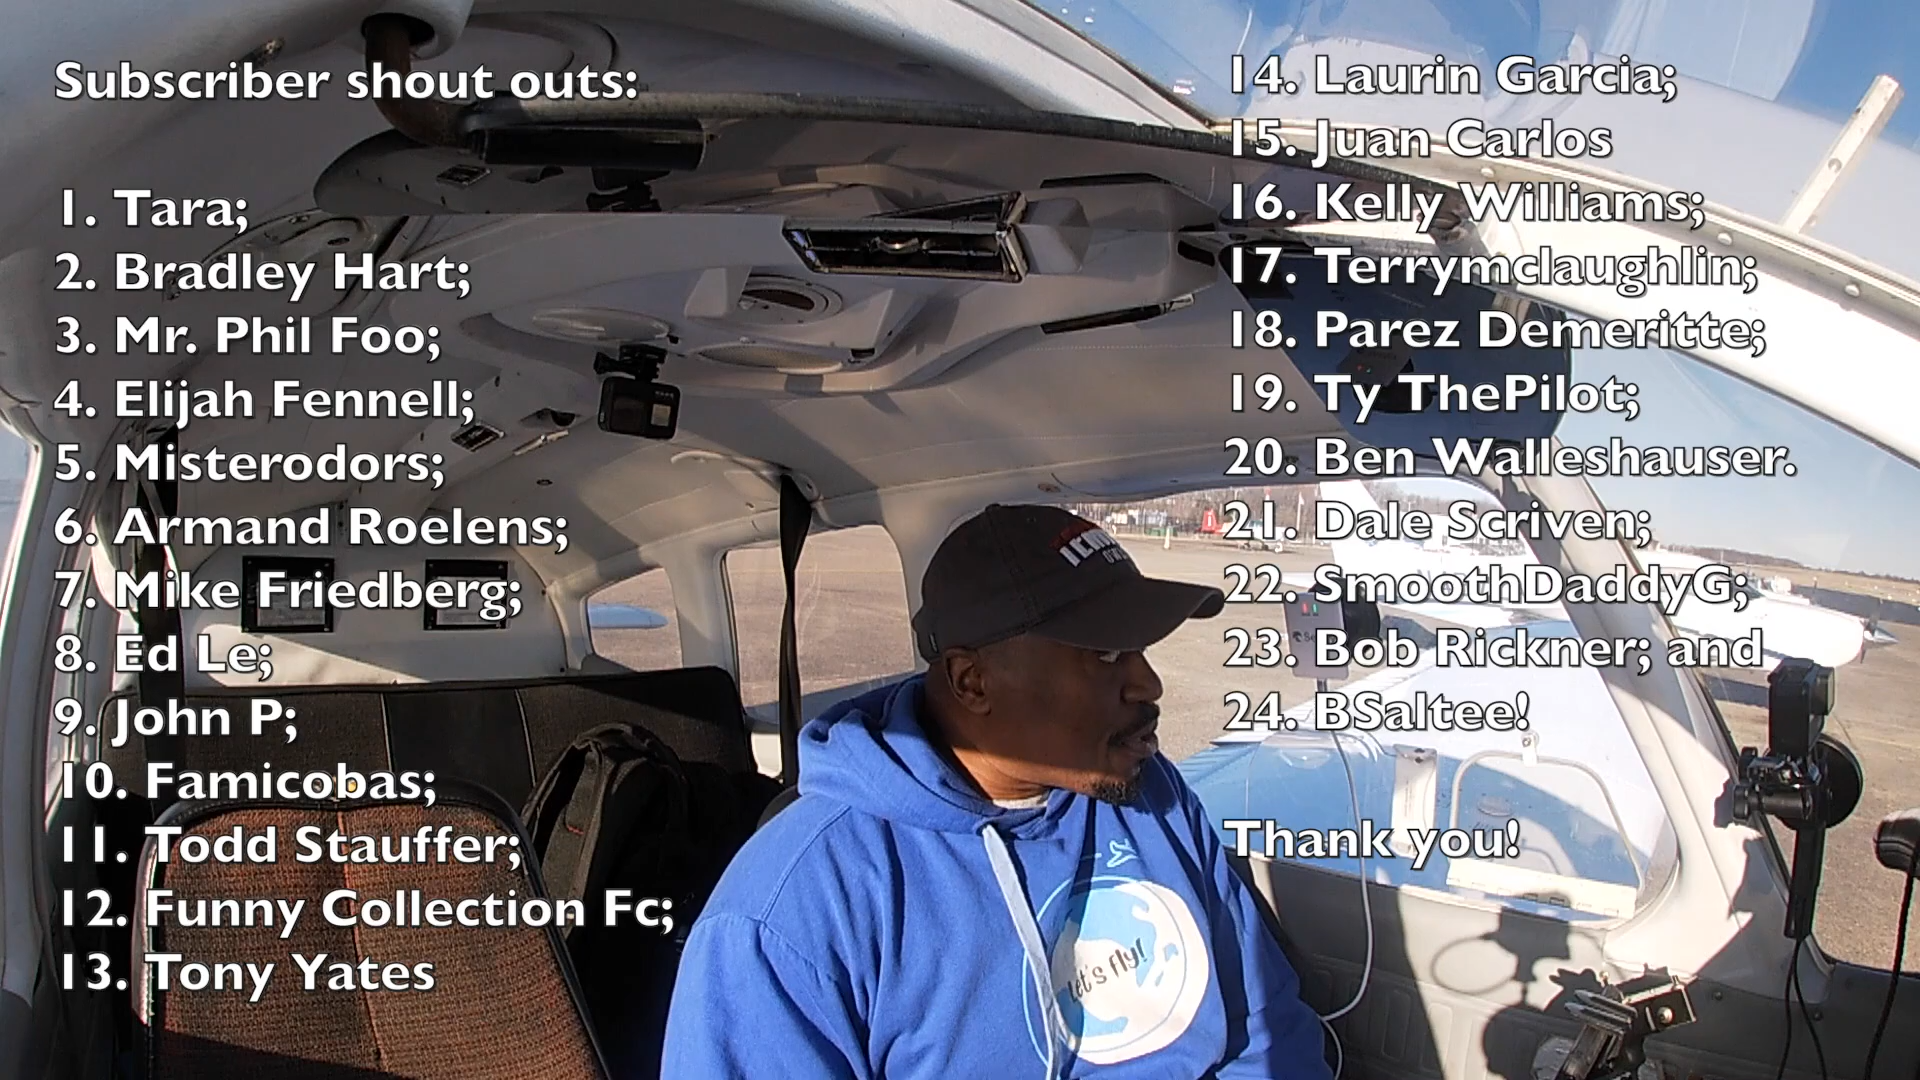 Subscriber shout outs:
1. Tara;
2. Bradley Hart;
3. Mr. Phil Foo;
4. Elijah Fennell;
5. Misterodors;
6. Armand Roelens;
7. Mike Friedberg;
8. Ed Le;
9. John P;
10. Famicobas;
11. Todd Stauffer;
12. Funny Collection Fc;
13. Tony Yates
14. Laurin Garcia;
15. Juan Carlos
16. Kelly Williams;
17. Terrymclaughlin;
18. Parez Demeritte;
19. Ty ThePilot;
20. Ben Walleshauser.
21. Dale Scriven;
22. SmoothDaddyG;
23. Bob Rickner; and
24. BSaltee!
Thank you!
Let's fly!